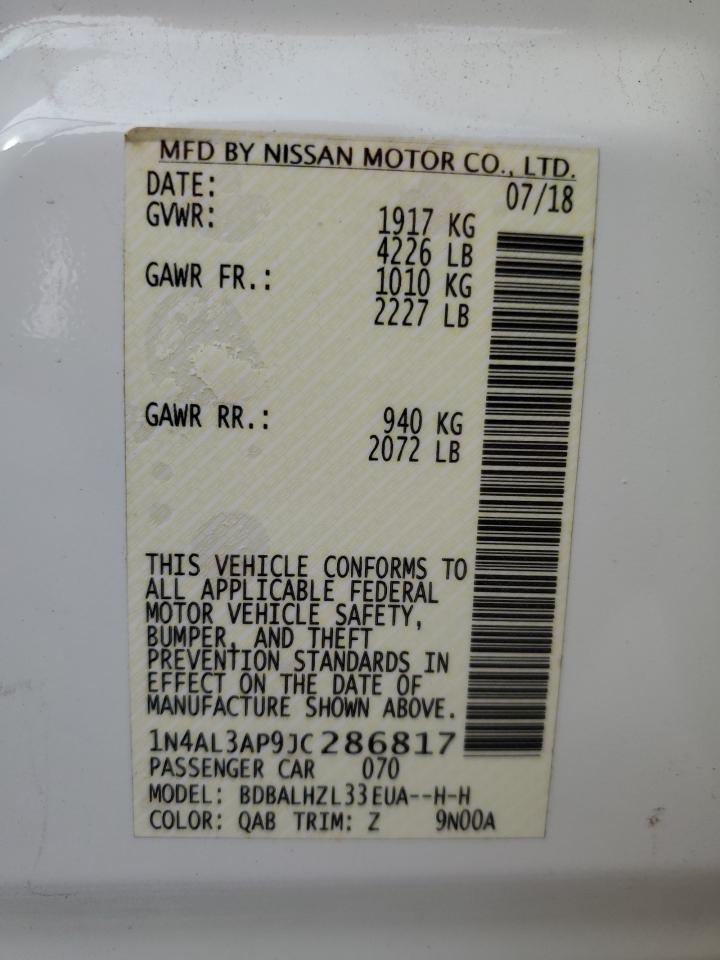 MFD BY NISSAN MOTOR CO., LTD.
DATE: 07/18
GVWR: 1917 KG
4226 LB
GAWR FR.: 1010 KG
2227 LB
GAWR RR.: 940 KG
2072 LB
THIS VEHICLE CONFORMS TO
ALL APPLICABLE FEDERAL
MOTOR VEHICLE SAFETY,
BUMPER, AND THEFT
PREVENTION STANDARDS IN
EFFECT ON THE DATE OF
MANUFACTURE SHOWN ABOVE.
1N4AL3AP9JC286817
PASSENGER CAR 070
MODEL: BDBALHZL33EUA--H-H
COLOR: QAB TRIM: Z 9N00A